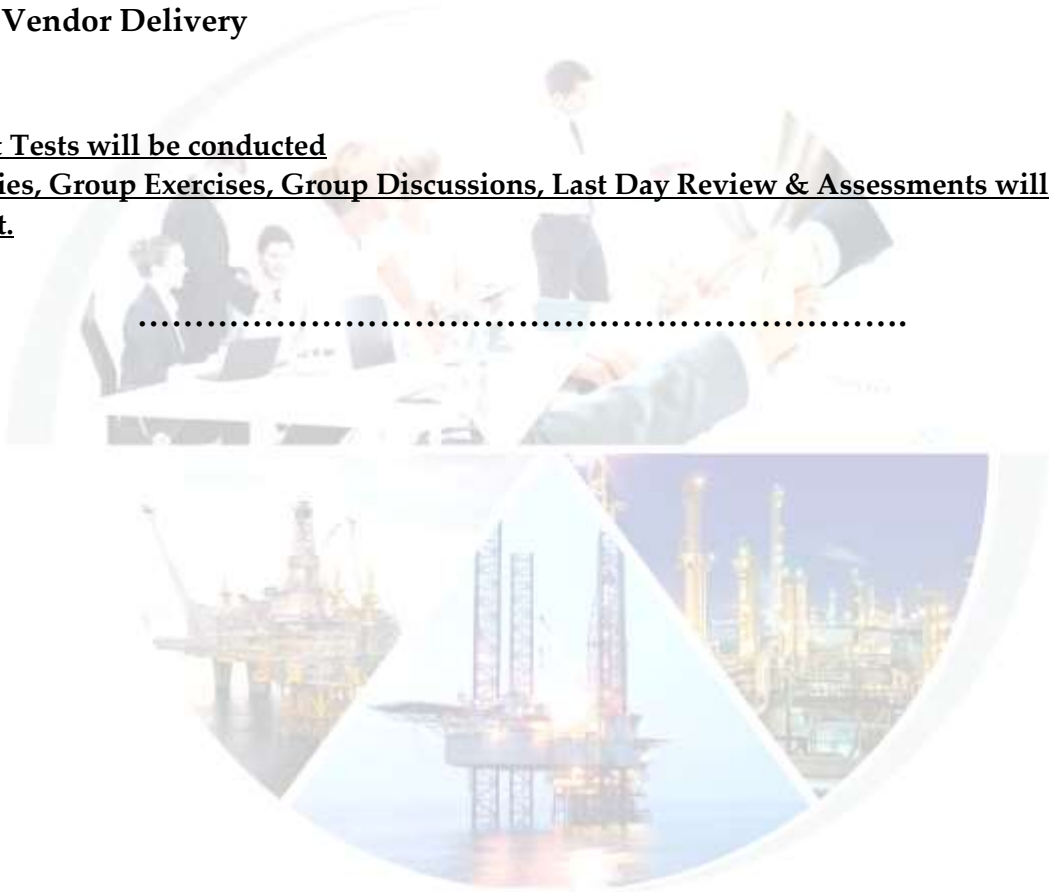 Vendor Delivery
Tests will be conducted
ies, Group Exercises, Group Discussions, Last Day Review & Assessments will
t.
………………………………………………………….